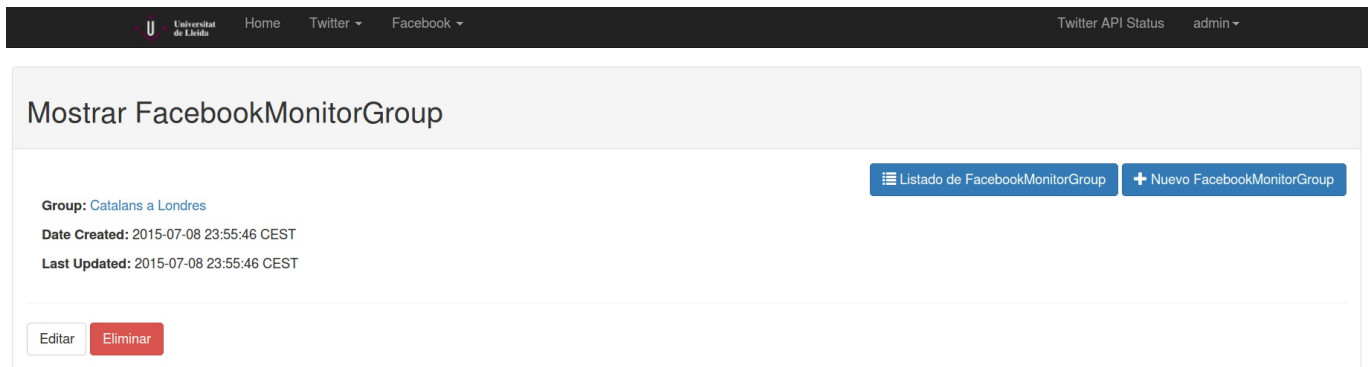 Universitat
de Lleida
Home Twitter Facebook Twitter API Status admin
Mostrar FacebookMonitorGroup
Listado de FacebookMonitorGroup + Nuevo FacebookMonitorGroup
Group: Catalans a Londres
Date Created: 2015-07-08 23:55:46 CEST
Last Updated: 2015-07-08 23:55:46 CEST
Editar Eliminar